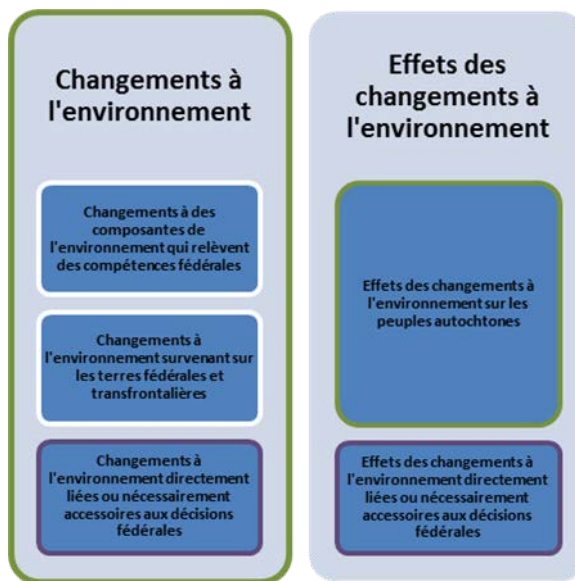 Changements à
l'environnement
Changements à des
composantes de
l'environnement qui relèvent
des compétences fédérales
Changements à
l'environnement survenant sur
les terres fédérales et
transfrontalières
Changements à
l'environnement directement
liées ou nécessairement
accessoires aux décisions
fédérales
Effets des
changements à
l'environnement
Effets des changements à
l'environnement sur les
peuples autochtones
Effets des changements à
l'environnement directement
liées ou nécessairement
accessoires aux décisions
fédérales